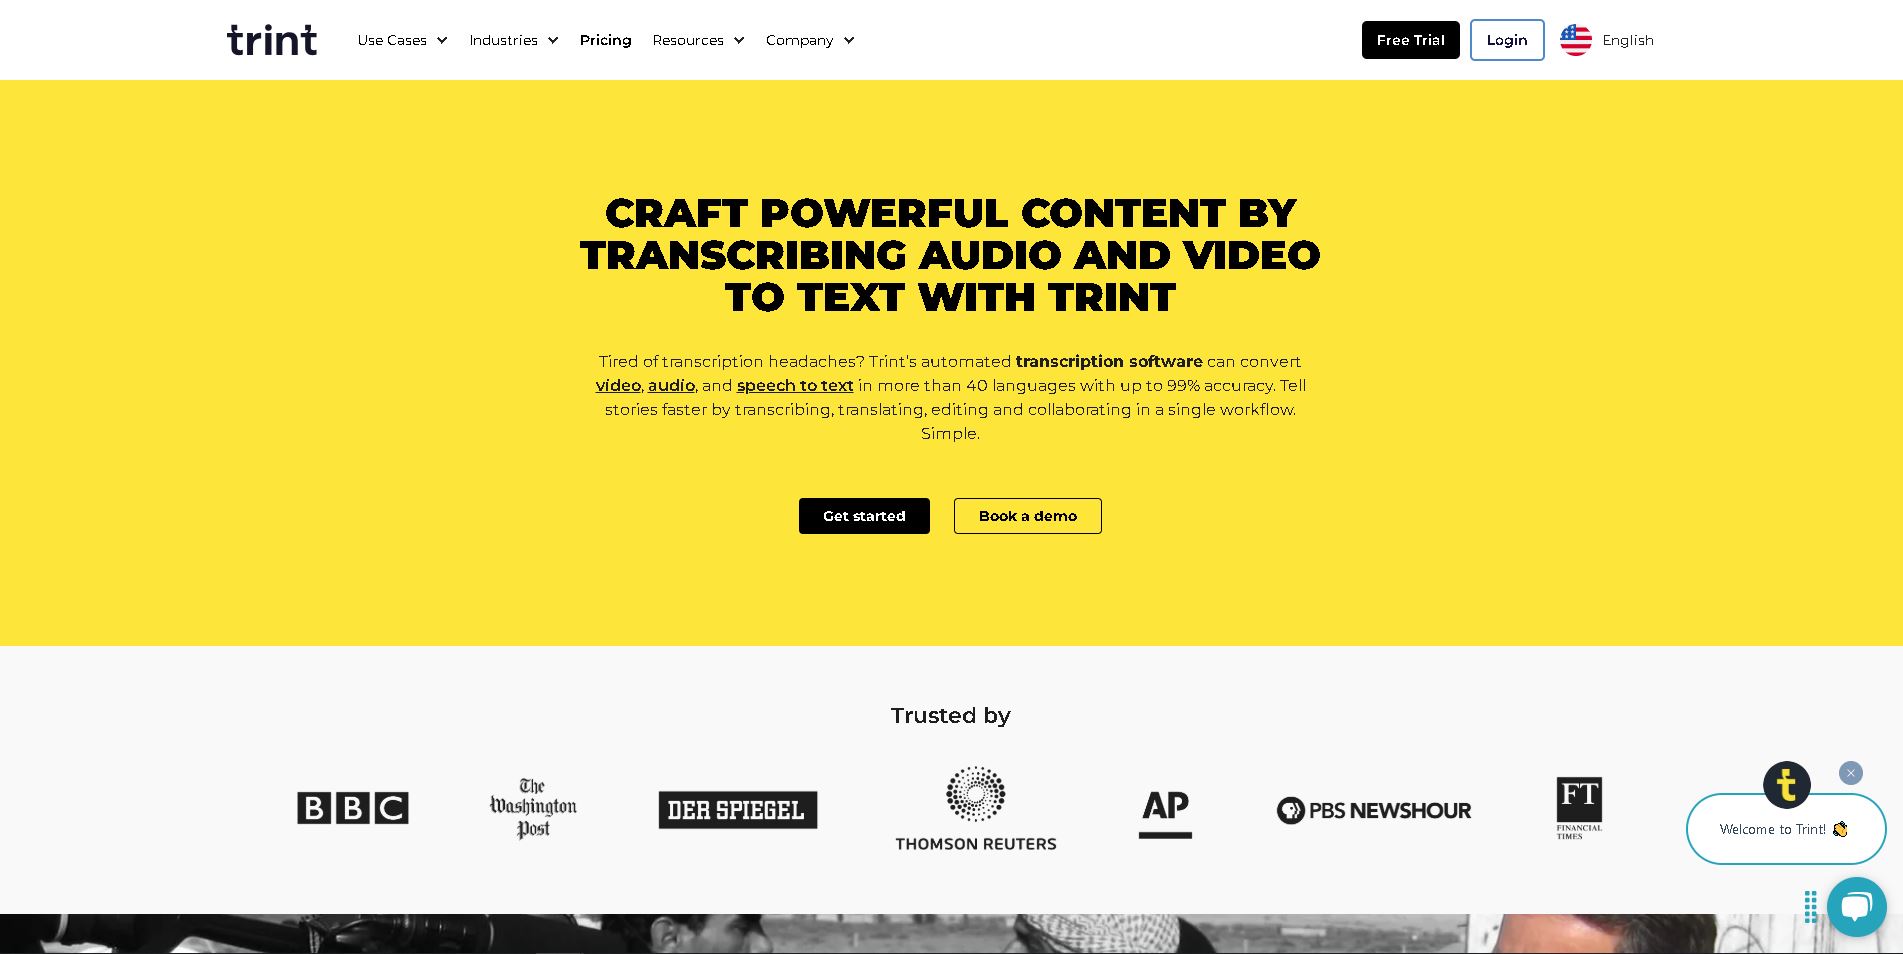 trint
Use Cases
Industries
Pricing
Resources
Company
Free Trial
Login
English
CRAFT POWERFUL CONTENT BY
TRANSCRIBING AUDIO AND VIDEO
TO TEXT WITH TRINT
Tired of transcription headaches? Trint's automated transcription software can convert
video, audio, and speech to text in more than 40 languages with up to 99% accuracy. Tell
stories faster by transcribing, translating, editing and collaborating in a single workflow.
Simple.
Get started
Book a demo
Trusted by
BBC
The
Washington
Post
DER SPIEGEL
THOMSON REUTERS
AP
PBS NEWSHOUR
FT
FINANCIAL
TIMES
t
Welcome to Trint!